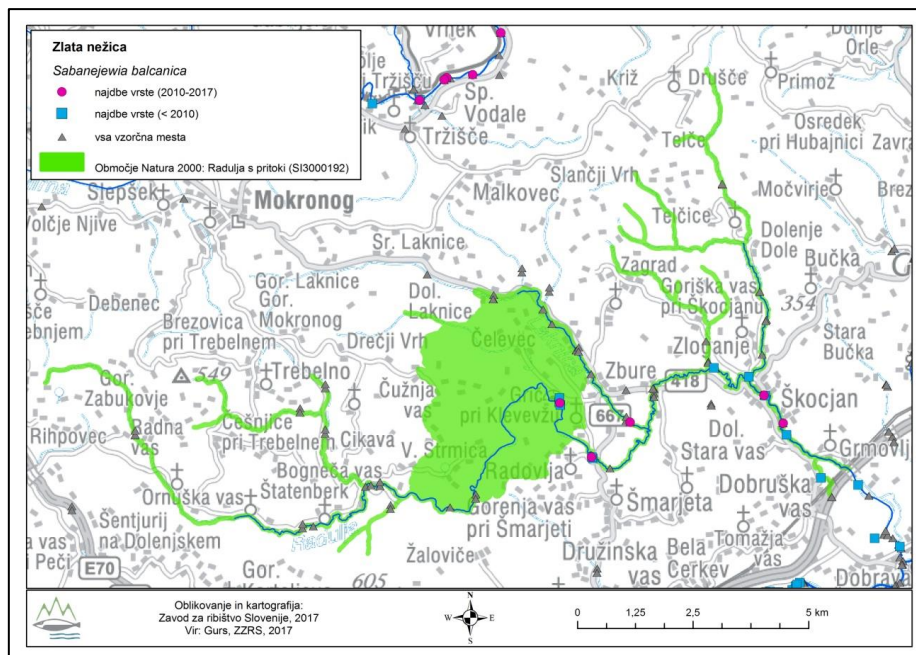 Zlata nežica
Sabanejewia balcanica
najdbe vrste (2010-2017)
najdbe vrste (< 2010)
vsa vzorčna mesta
Območje Natura 2000: Radulja s pritoki (SI3000192)
Vrnek
Sp.
Vodale
Tržišču
Tržišče
Križ
Telče
Drušče
Primož
Orle
Osredek
pri Hubajnici
Zavra
Slančji Vrh
Malkovec
Močvirje
Telčice
Dolenje
Dole
Bučka
Slepšek
Mokronog
Volčje Njive
Sr. Laknice
Zagrad
Goriška vas
pri Škocjanu
354
Gor. Laknice
Gor.
Mokronog
Dol.
Laknice
Debenec
Brezovica
pri Trebelnem
Drečji Vrh
Čelevec
Zbure
Zloganje
Stara
Bučka
549
Trebelno
Čužnja
vas
418
Škocjan
Gor.
Zabukovje
Češnjice
pri Trebelne
Cikava
pri Klevevžu
667
Dol.
Stara vas
Grmovlj
Rihpovec
Radna
vas
V. Strmica
Radovlja
Bogneča vas
Štatenberk
Ornuška vas
Gorenja vas
pri Šmarjeti
Šmarjeta
Dobruška
vas
Šentjurij
na Dolenjskem
Radulja
Žaloviče
Družinska
vas
Bela
Cerkev
Tomažja
vas
E70
Gor.
605
Dobrava
Oblikovanje in kartografija:
Zavod za ribištvo Slovenije, 2017
Vir: Gurs, ZZRS, 2017
N
W
E
S
0
1,25
2,5
5 km